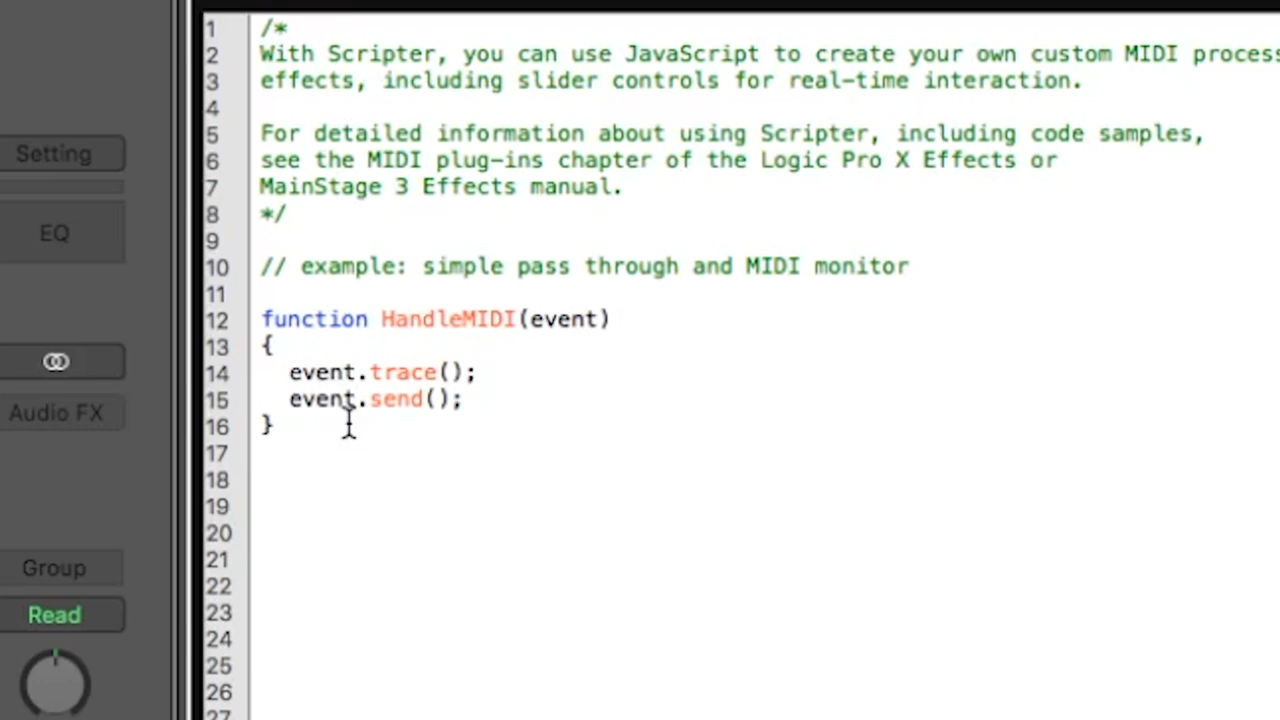 Setting
EQ
Audio FX
Group
Read
1 /*
2 With Scripter, you can use JavaScript to create your own custom MIDI process
3 effects, including slider controls for real-time interaction.
4
5 For detailed information about using Scripter, including code samples,
6 see the MIDI plug-ins chapter of the Logic Pro X Effects or
7 MainStage 3 Effects manual.
8 */
9
10 // example: simple pass through and MIDI monitor
11
12 function HandleMIDI(event)
13 {
14 event.trace();
15 event.send();
16 }
17
18
19
20
21
22
23
24
25
26
27